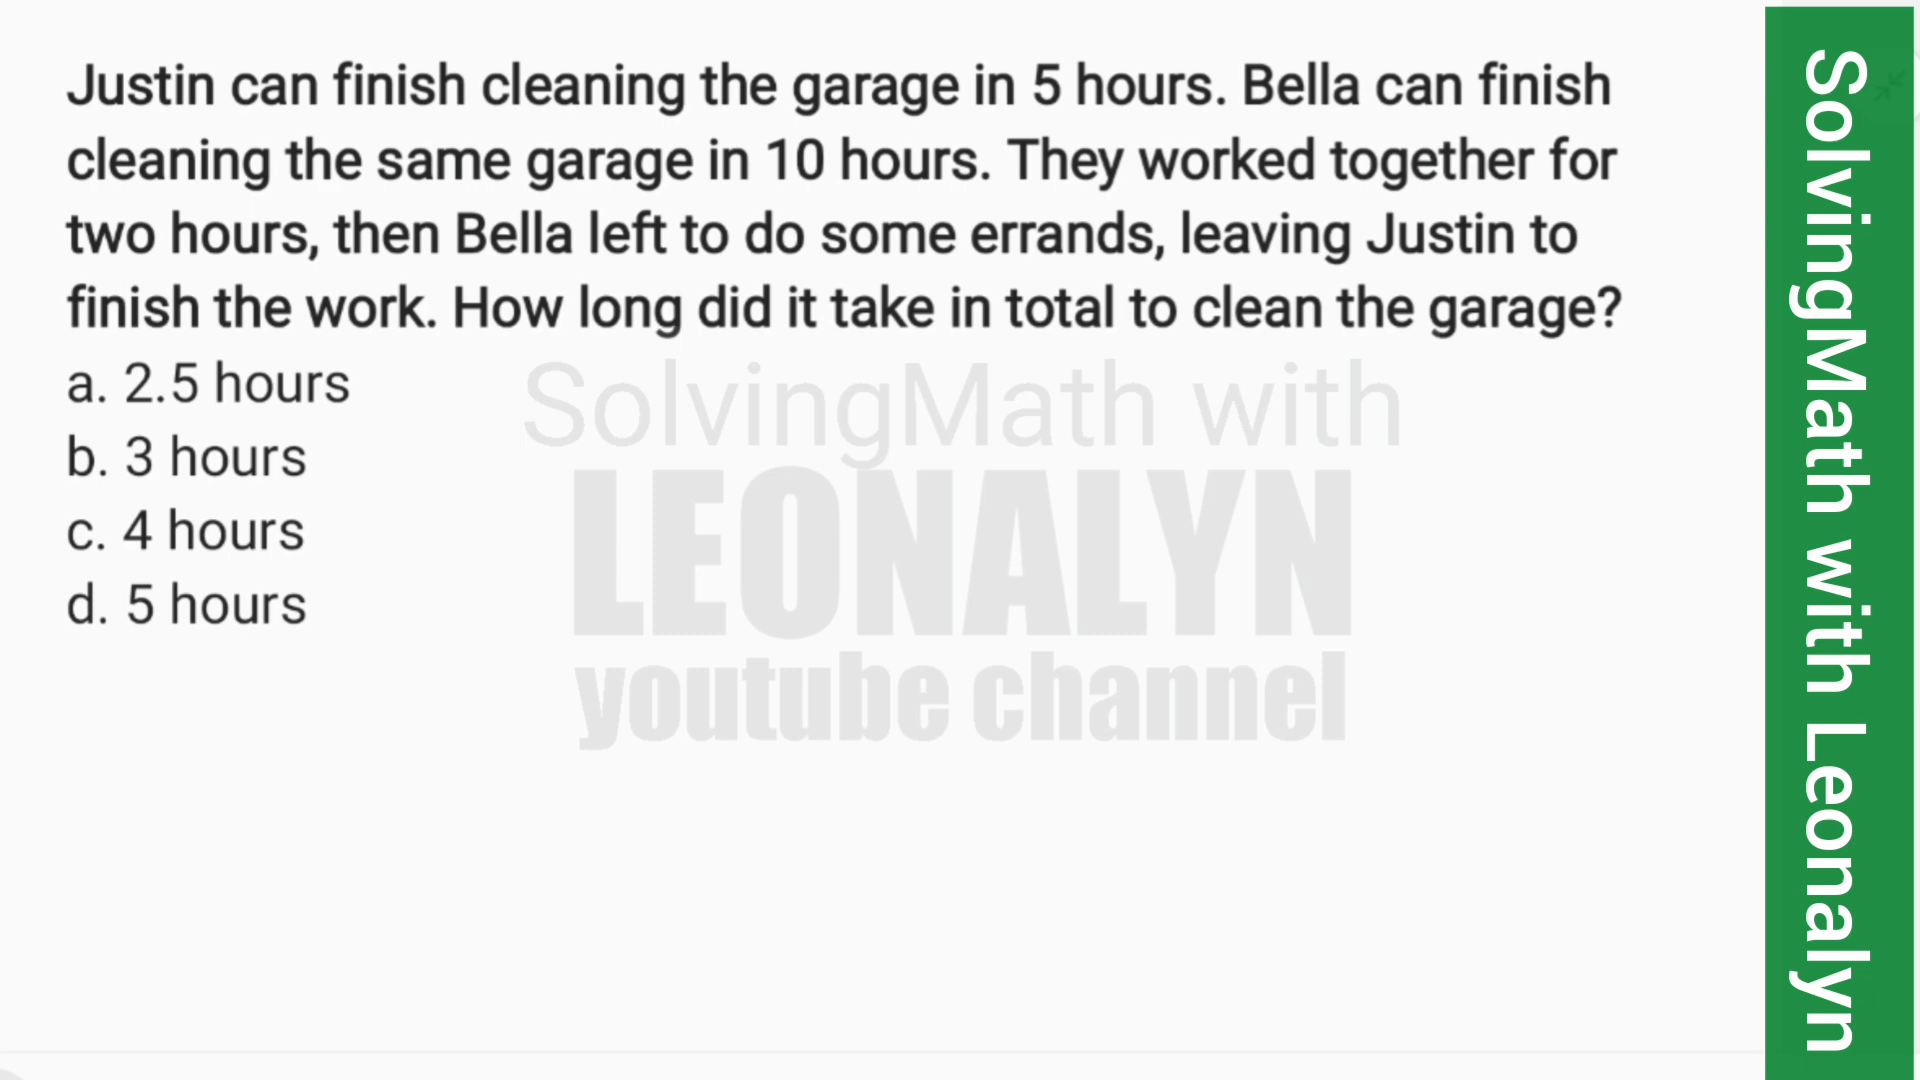 Justin can finish cleaning the garage in 5 hours. Bella can finish
cleaning the same garage in 10 hours. They worked together for
two hours, then Bella left to do some errands, leaving Justin to
finish the work. How long did it take in total to clean the garage?
a. 2.5 hours
b. 3 hours
c. 4 hours
d. 5 hours
SolvingMath with
LEONALYN
youtube channel
SolvingMath with Leonalyn